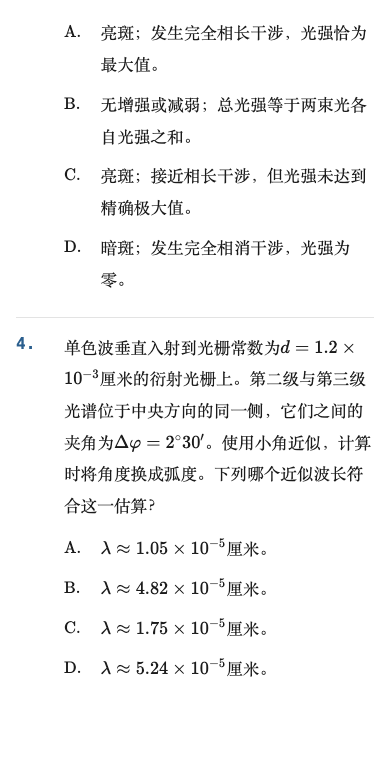 A. 亮斑；发生完全相长干涉，光强恰为
最大值。
B. 无增强或减弱；总光强等于两束光各
自光强之和。
C. 亮斑；接近相长干涉，但光强未达到
精确极大值。
D. 暗斑；发生完全相消干涉，光强为
零。
4. 单色波垂直入射到光栅常数为d = 1.2 ×
10⁻³厘米的衍射光栅上。第二级与第三级
光谱位于中央方向的同一侧，它们之间的
夹角为Δφ = 2°30′。使用小角近似，计算
时将角度换成弧度。下列哪个近似波长符
合这一估算?
A. λ ≈ 1.05 × 10⁻⁵厘米。
B. λ ≈ 4.82 × 10⁻⁵厘米。
C. λ ≈ 1.75 × 10⁻⁵厘米。
D. λ ≈ 5.24 × 10⁻⁵厘米。